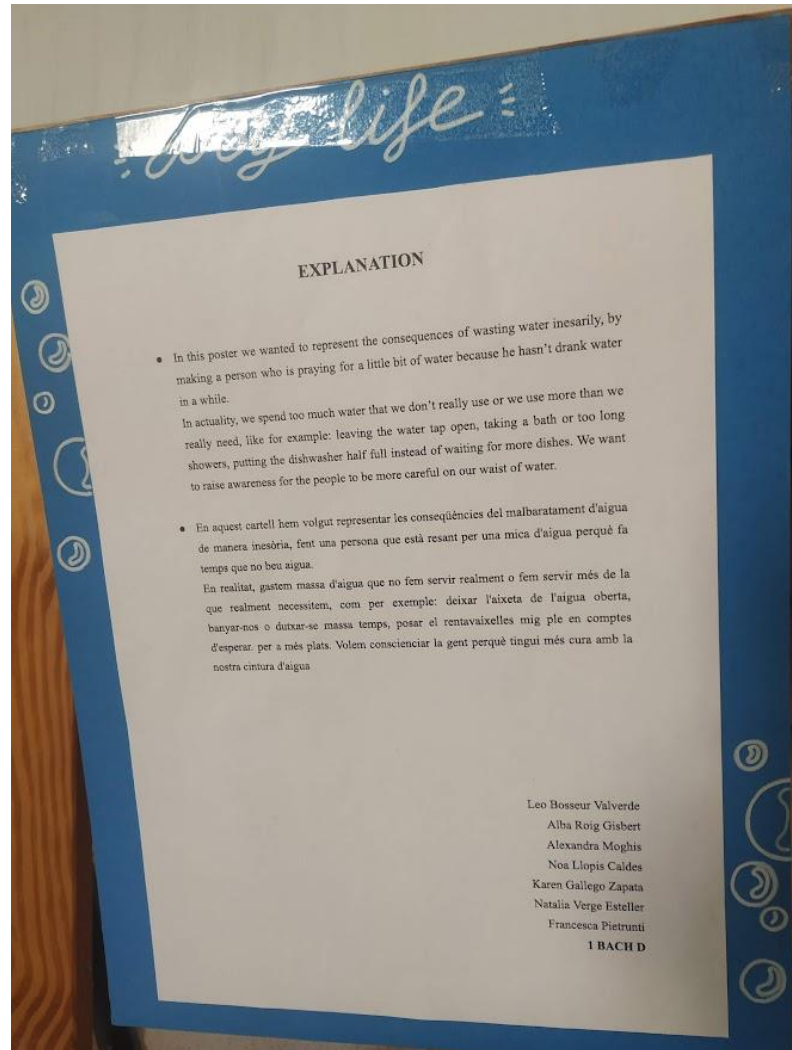 life
EXPLANATION
In this poster we wanted to represent the consequences of wasting water inesarily, by
making a person who is praying for a little bit of water because he hasn't drank water
in a while.
In actuality, we spend too much water that we don't really use or we use more than we
really need, like for example: leaving the water tap open, taking a bath or too long
showers, putting the dishwasher half full instead of waiting for more dishes. We want
to raise awareness for the people to be more careful on our waist of water.
En aquest cartell hem volgut representar les conseqüències del malbaratament d'aigua
de manera inesòria, fent una persona que està resant per una mica d'aigua perquè fa
temps que no beu aigua.
En realitat, gastem massa d'aigua que no fem servir realment o fem servir més de la
que realment necessitem, com per exemple: deixar l'aixeta de l'aigua oberta,
banyar-nos o dutxar-se massa temps, posar el rentavaixelles mig ple en comptes
d'esperar. per a més plats. Volem conscienciar la gent perquè tingui més cura amb la
nostra cintura d'aigua
Leo Bosseur Valverde
Alba Roig Gisbert
Alexandra Moghis
Noa Llopis Caldes
Karen Gallego Zapata
Natalia Verge Esteller
Francesca Pietrunti
1 BACH D